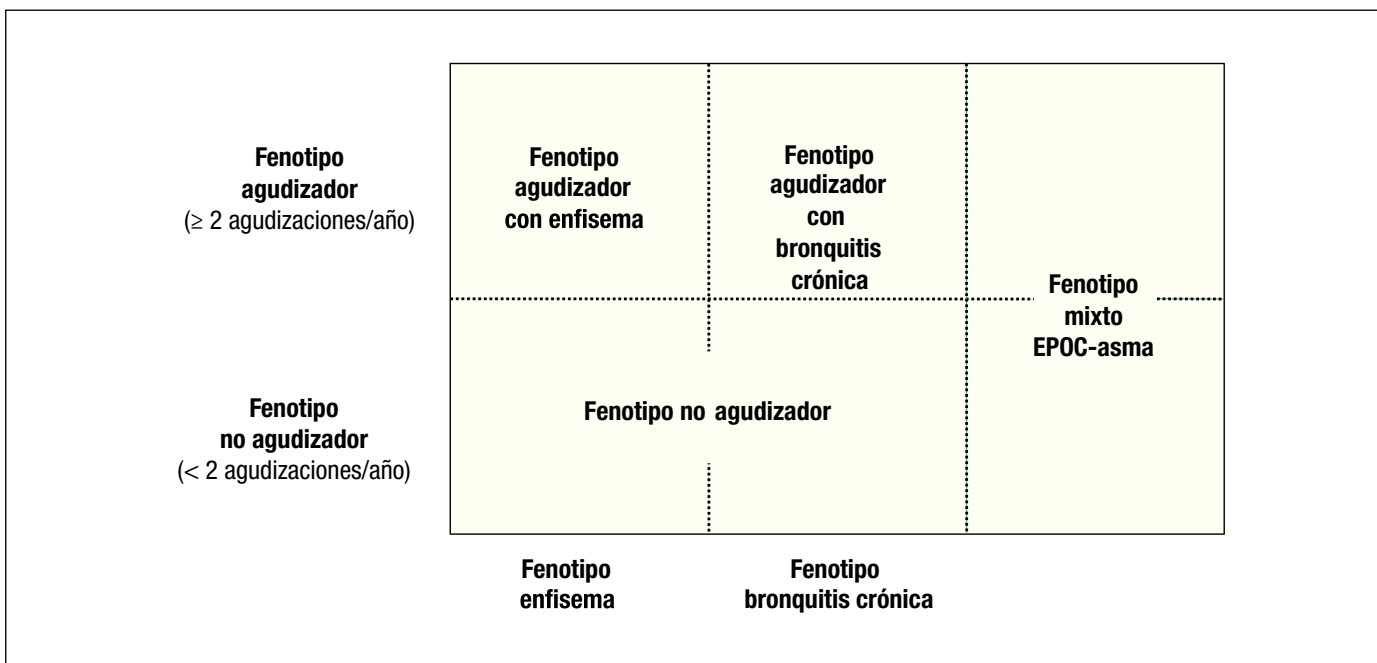 Fenotipo
agudizador
(≥ 2 agudizaciones/año)
Fenotipo
agudizador
con enfisema
Fenotipo
agudizador
con
bronquitis
crónica
Fenotipo
mixto
EPOC-asma
Fenotipo
no agudizador
(< 2 agudizaciones/año)
Fenotipo no agudizador
Fenotipo
enfisema
Fenotipo
bronquitis crónica